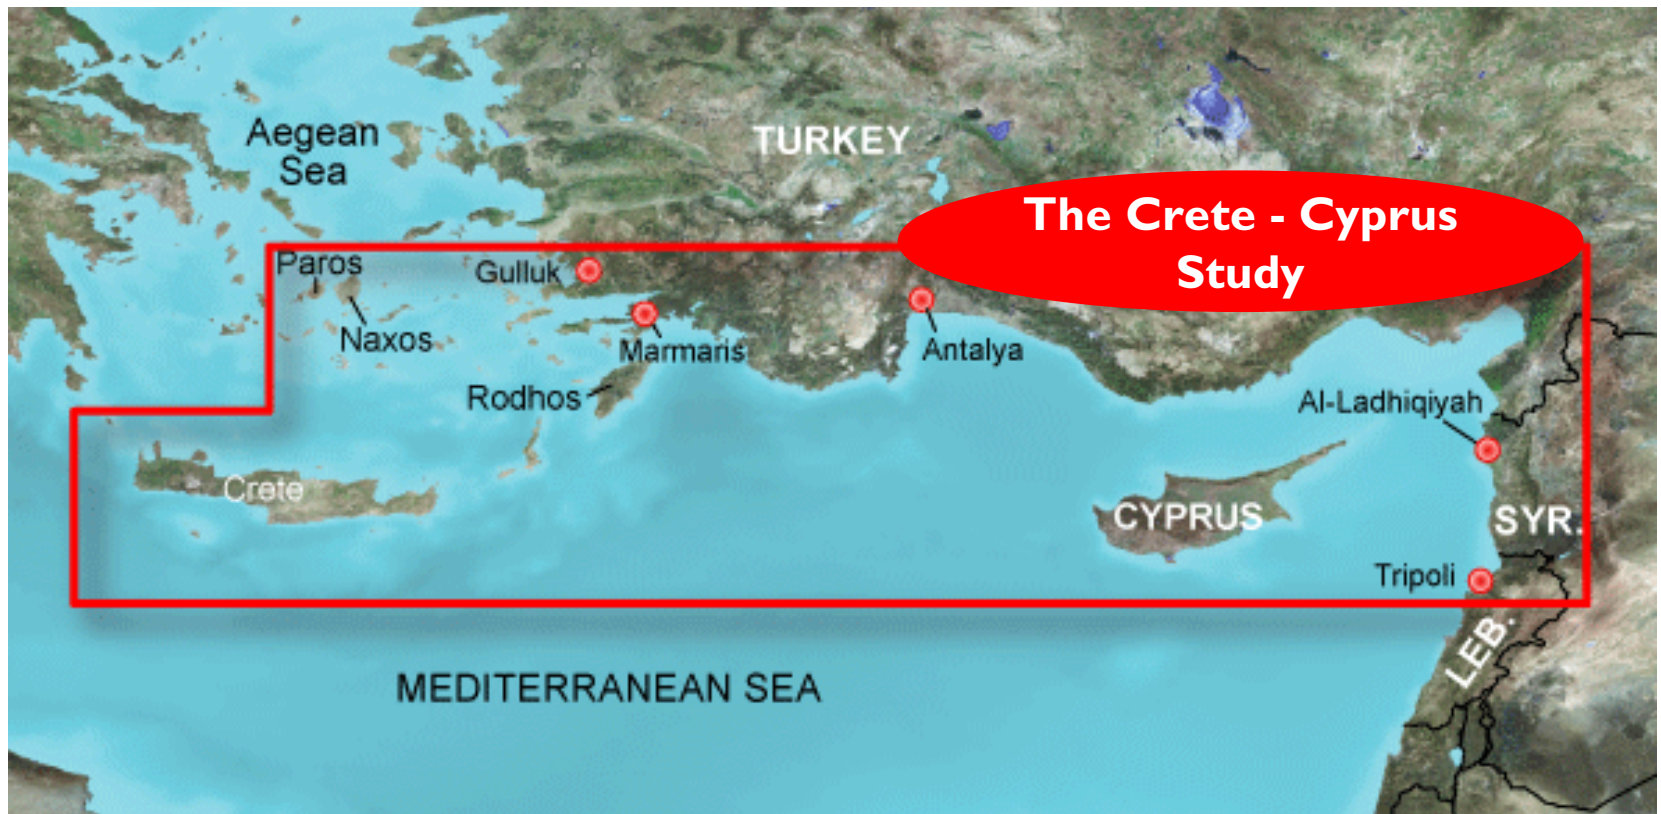 Aegean
Sea
TURKEY
The Crete - Cyprus
Study
Paros
Gulluk
Naxos
Marmaris
Antalya
Rodhos
Al-Ladhiqiyah
Crete
CYPRUS
SYR.
Tripoli
LEB.
MEDITERRANEAN SEA